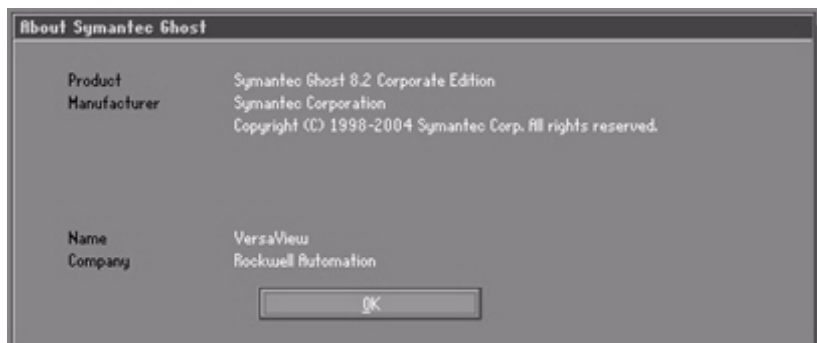 About Symantec Ghost
Product Symantec Ghost 8.2 Corporate Edition
Manufacturer Symantec Corporation
Copyright (C) 1998-2004 Symantec Corp. All rights reserved.
Name VersaView
Company Rockwell Automation
OK